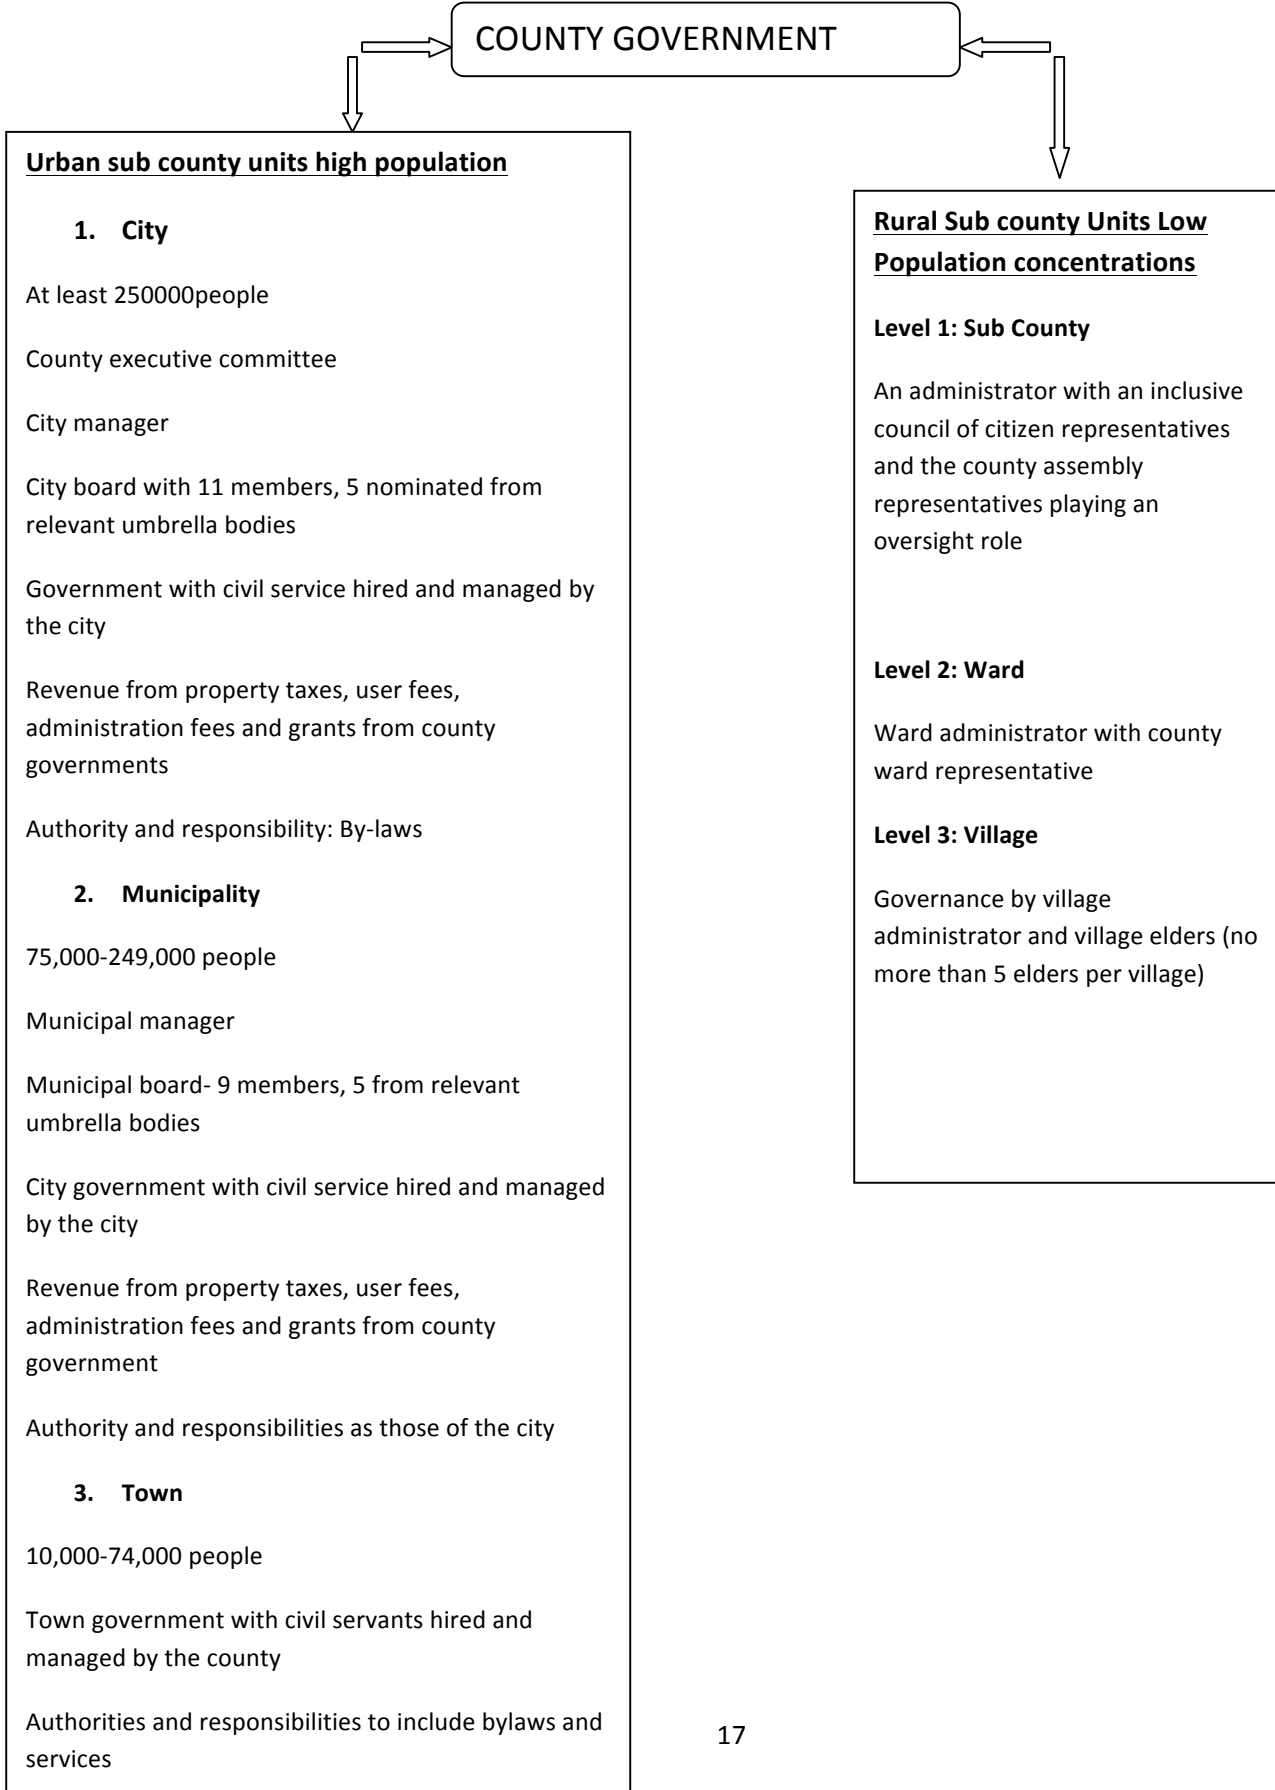 COUNTY GOVERNMENT
Urban sub county units high population
1. City
At least 250000people
County executive committee
City manager
City board with 11 members, 5 nominated from
relevant umbrella bodies
Government with civil service hired and managed by
the city
Revenue from property taxes, user fees,
administration fees and grants from county
governments
Authority and responsibility: By-laws
2. Municipality
75,000-249,000 people
Municipal manager
Municipal board- 9 members, 5 from relevant
umbrella bodies
City government with civil service hired and managed
by the city
Revenue from property taxes, user fees,
administration fees and grants from county
government
Authority and responsibilities as those of the city
3. Town
10,000-74,000 people
Town government with civil servants hired and
managed by the county
Authorities and responsibilities to include bylaws and
services
Rural Sub county Units Low
Population concentrations
Level 1: Sub County
An administrator with an inclusive
council of citizen representatives
and the county assembly
representatives playing an
oversight role
Level 2: Ward
Ward administrator with county
ward representative
Level 3: Village
Governance by village
administrator and village elders (no
more than 5 elders per village)
17